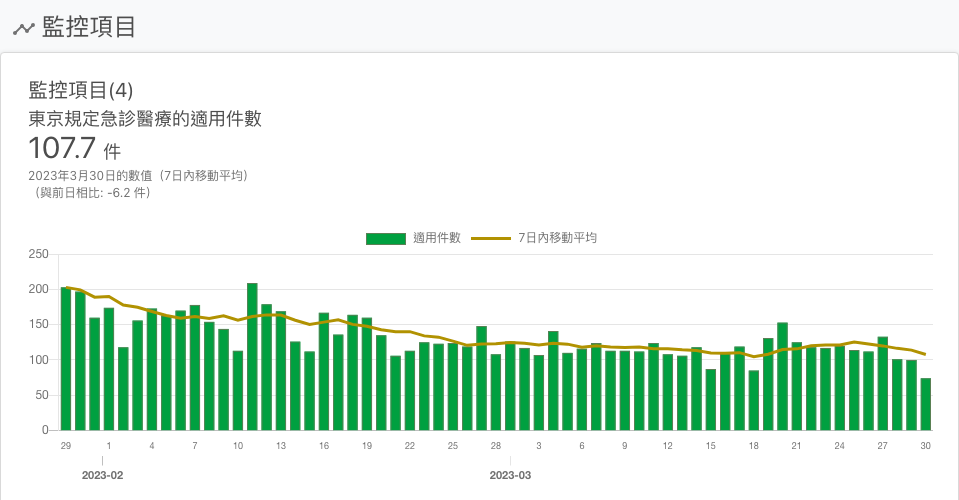 監控項目
監控項目(4)
東京規定急診醫療的適用件數
107.7 件
2023年3月30日的數值（7日內移動平均）
（與前日相比: -6.2 件）
適用件數 7日內移動平均
250
200
150
100
50
0
29 1 4 7 10 13 16 19 22 25 28 3 6 9 12 15 18 21 24 27 30
2023-02 2023-03